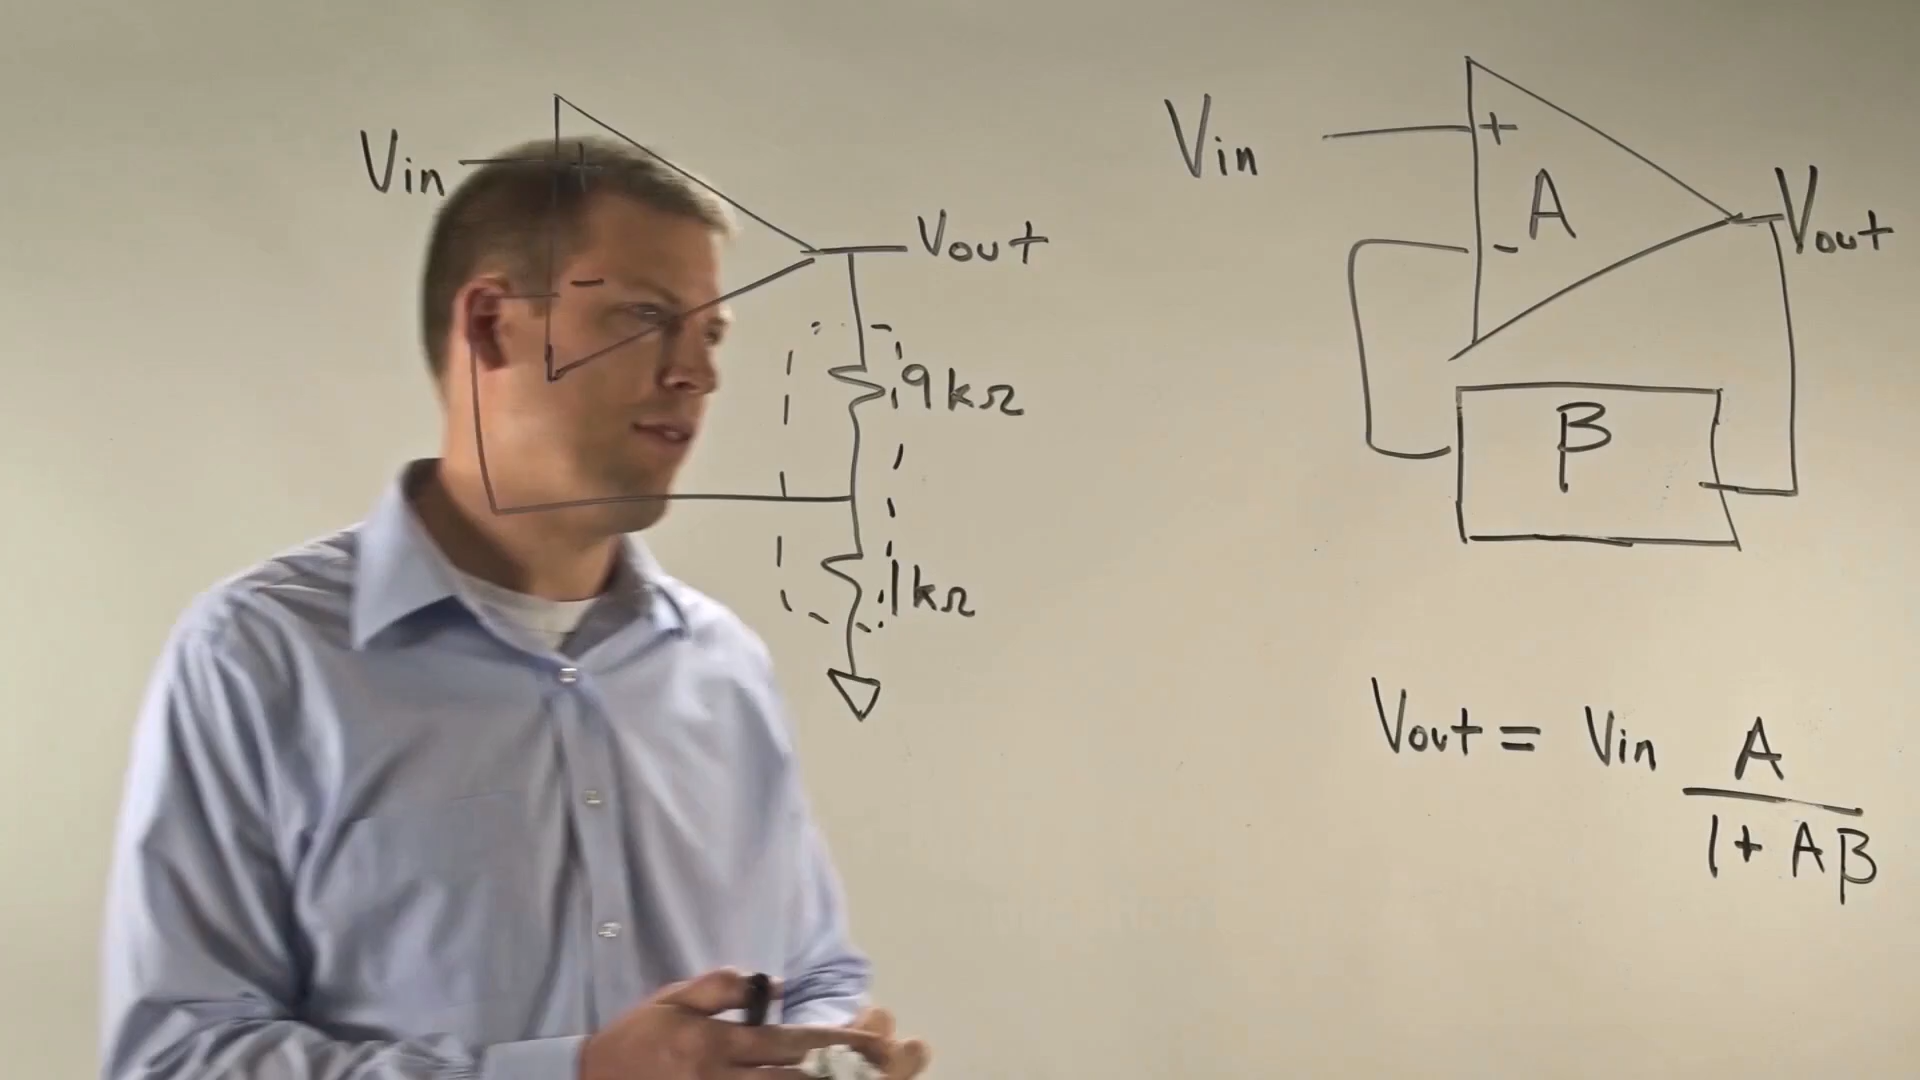 Vin
+
-
Vout
9kΩ
1kΩ
Vin
+
-
A
Vout
β
Vout = Vin A
1 + Aβ